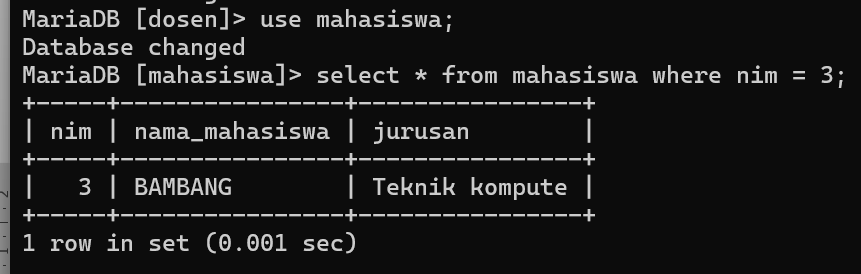 MariaDB [dosen]> use mahasiswa;
Database changed
MariaDB [mahasiswa]> select * from mahasiswa where nim = 3;
+-----+----------------+----------------+
| nim | nama_mahasiswa | jurusan        |
+-----+----------------+----------------+
|   3 | BAMBANG        | Teknik kompute |
+-----+----------------+----------------+
1 row in set (0.001 sec)